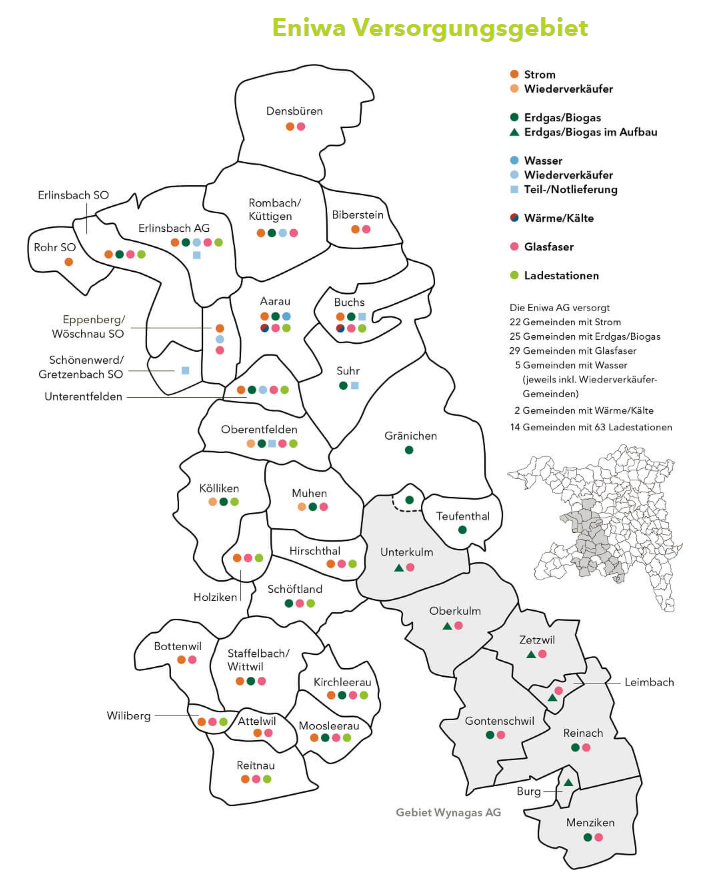 Eniwa Versorgungsgebiet
Strom
Wiederverkäufer
Erdgas/Biogas
Erdgas/Biogas im Aufbau
Wasser
Wiederverkäufer
Teil-/Notlieferung
Wärme/Kälte
Glasfaser
Ladestationen
Die Eniwa AG versorgt
22 Gemeinden mit Strom
25 Gemeinden mit Erdgas/Biogas
29 Gemeinden mit Glasfaser
5 Gemeinden mit Wasser
(jeweils inkl. Wiederverkäufer-
Gemeinden)
2 Gemeinden mit Wärme/Kälte
14 Gemeinden mit 63 Ladestationen
Densbüren
Erlinsbach SO
Rombach/
Küttigen
Biberstein
Erlinsbach AG
Rohr SO
Aarau
Buchs
Eppenberg/
Wöschnau SO
Schönenwerd/
Gretzenbach SO
Suhr
Unterentfelden
Oberentfelden
Gränichen
Kölliken
Muhen
Teufenthal
Hirschthal
Unterkulm
Holziken
Schöftland
Oberkulm
Bottenwil
Staffelbach/
Wittwil
Zetzwil
Kirchleerau
Leimbach
Wiliberg
Attelwil
Moosleerau
Gontenschwil
Reinach
Reitnau
Burg
Gebiet Wynagas AG
Menziken